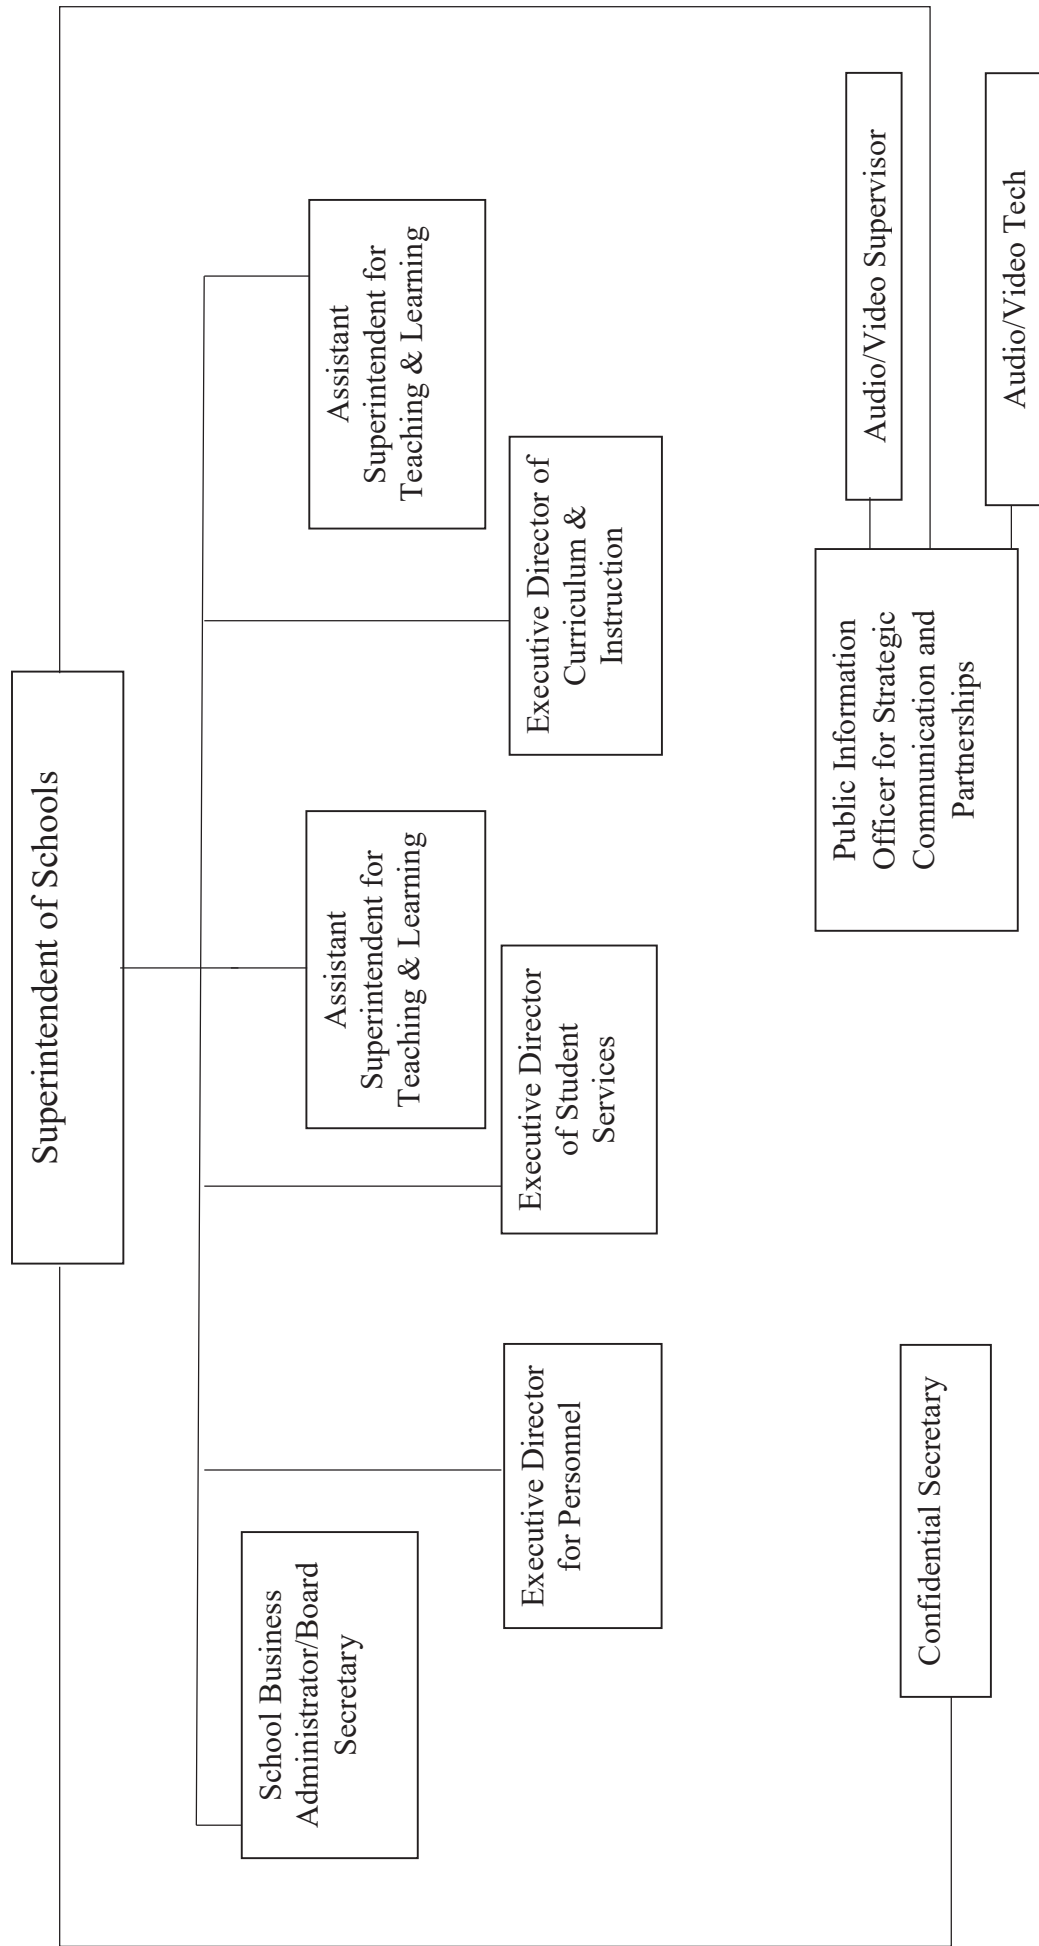 Superintendent of Schools
School Business
Administrator/Board
Secretary
Assistant
Superintendent for
Teaching & Learning
Assistant
Superintendent for
Teaching & Learning
Executive Director
for Personnel
Executive Director
of Student
Services
Executive Director of
Curriculum &
Instruction
Confidential Secretary
Public Information
Officer for Strategic
Communication and
Partnerships
Audio/Video Supervisor
Audio/Video Tech